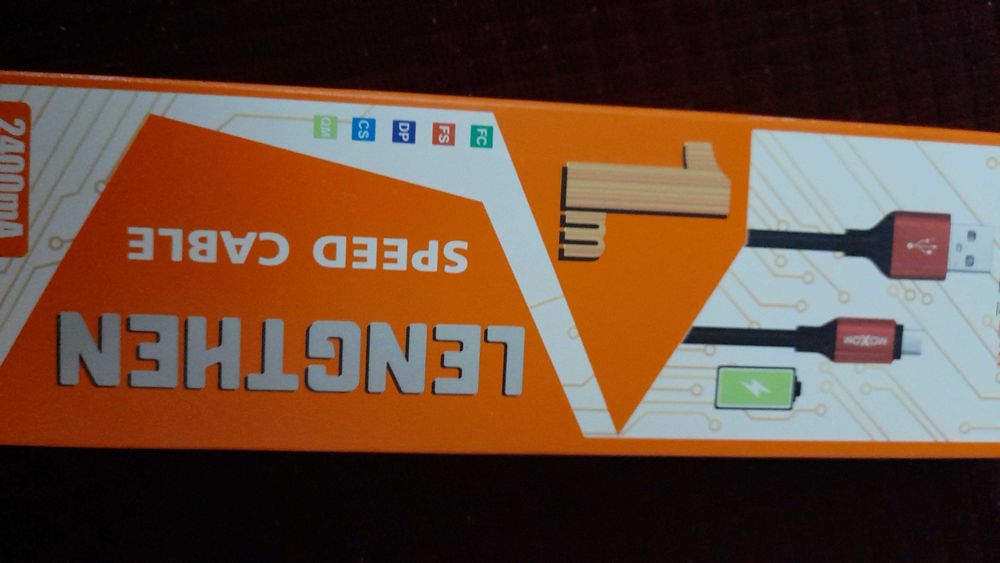 LENGTHEN
SPEED CABLE
1m
FC
FS
DP
CS
QM
2400mA
MOXOM